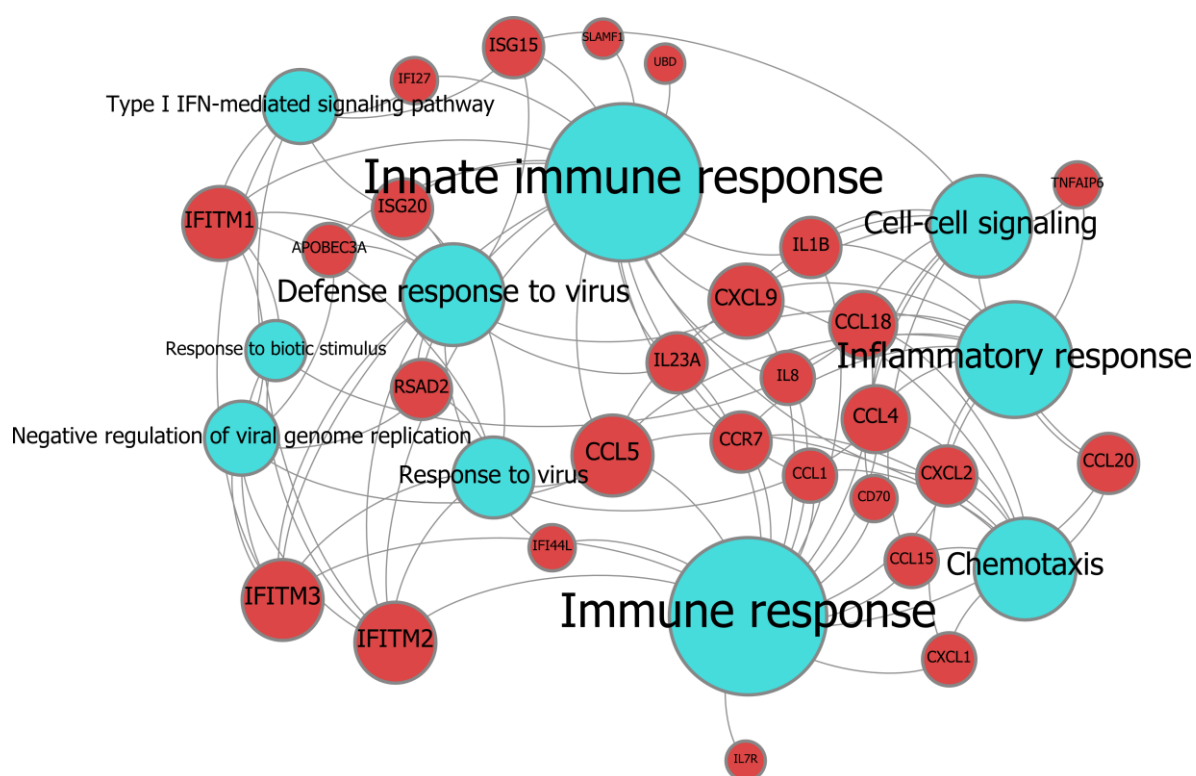 SLAMF1
ISG15
UBD
IFI27
Type I IFN-mediated signaling pathway
Innate immune response
TNFAIP6
ISG20
IFITM1
Cell-cell signaling
IL1B
APOBEC3A
Defense response to virus
CXCL9
CCL18
Response to biotic stimulus
Inflammatory response
IL23A
IL8
RSAD2
CCL4
Negative regulation of viral genome replication
CCR7
CCL5
CCL20
Response to virus
CCL1
CXCL2
CD70
IFI44L
CCL15
Chemotaxis
IFITM3
Immune response
IFITM2
CXCL1
IL7R